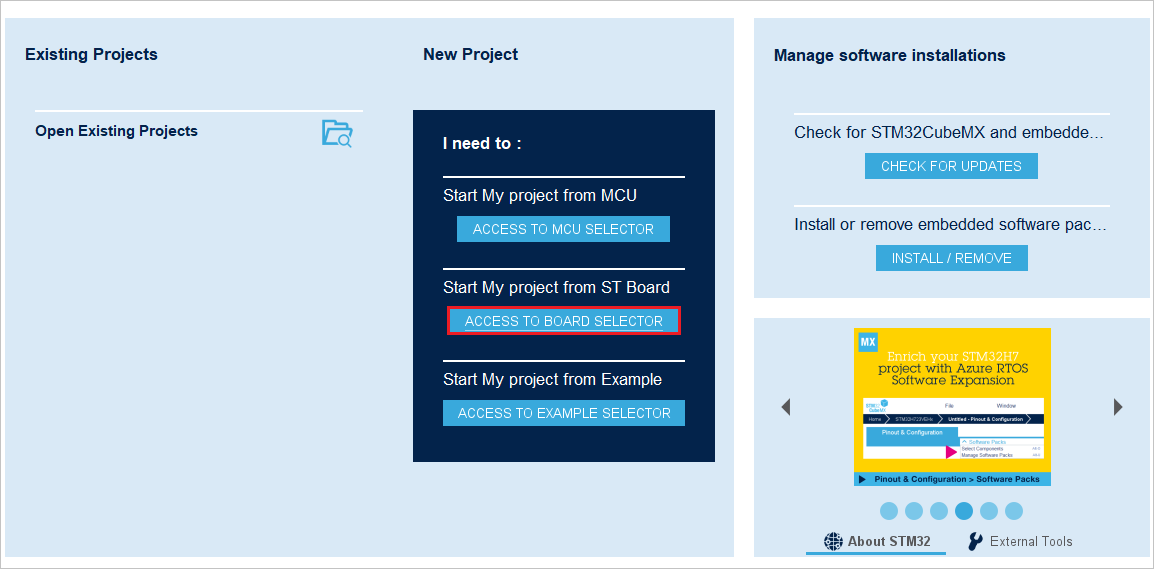 Existing Projects
Open Existing Projects
New Project
I need to :
Start My project from MCU
ACCESS TO MCU SELECTOR
Start My project from ST Board
ACCESS TO BOARD SELECTOR
Start My project from Example
ACCESS TO EXAMPLE SELECTOR
Manage software installations
Check for STM32CubeMX and embedde...
CHECK FOR UPDATES
Install or remove embedded software pac...
INSTALL / REMOVE
MX
Enrich your STM32H7
project with Azure RTOS
Software Expansion
File Window
CubeMX
Home Untitled - Pinout & Configuration
Pinout & Configuration
Software Packs
Select Components
Manage Software Packs
Pinout & Configuration > Software Packs
About STM32 External Tools